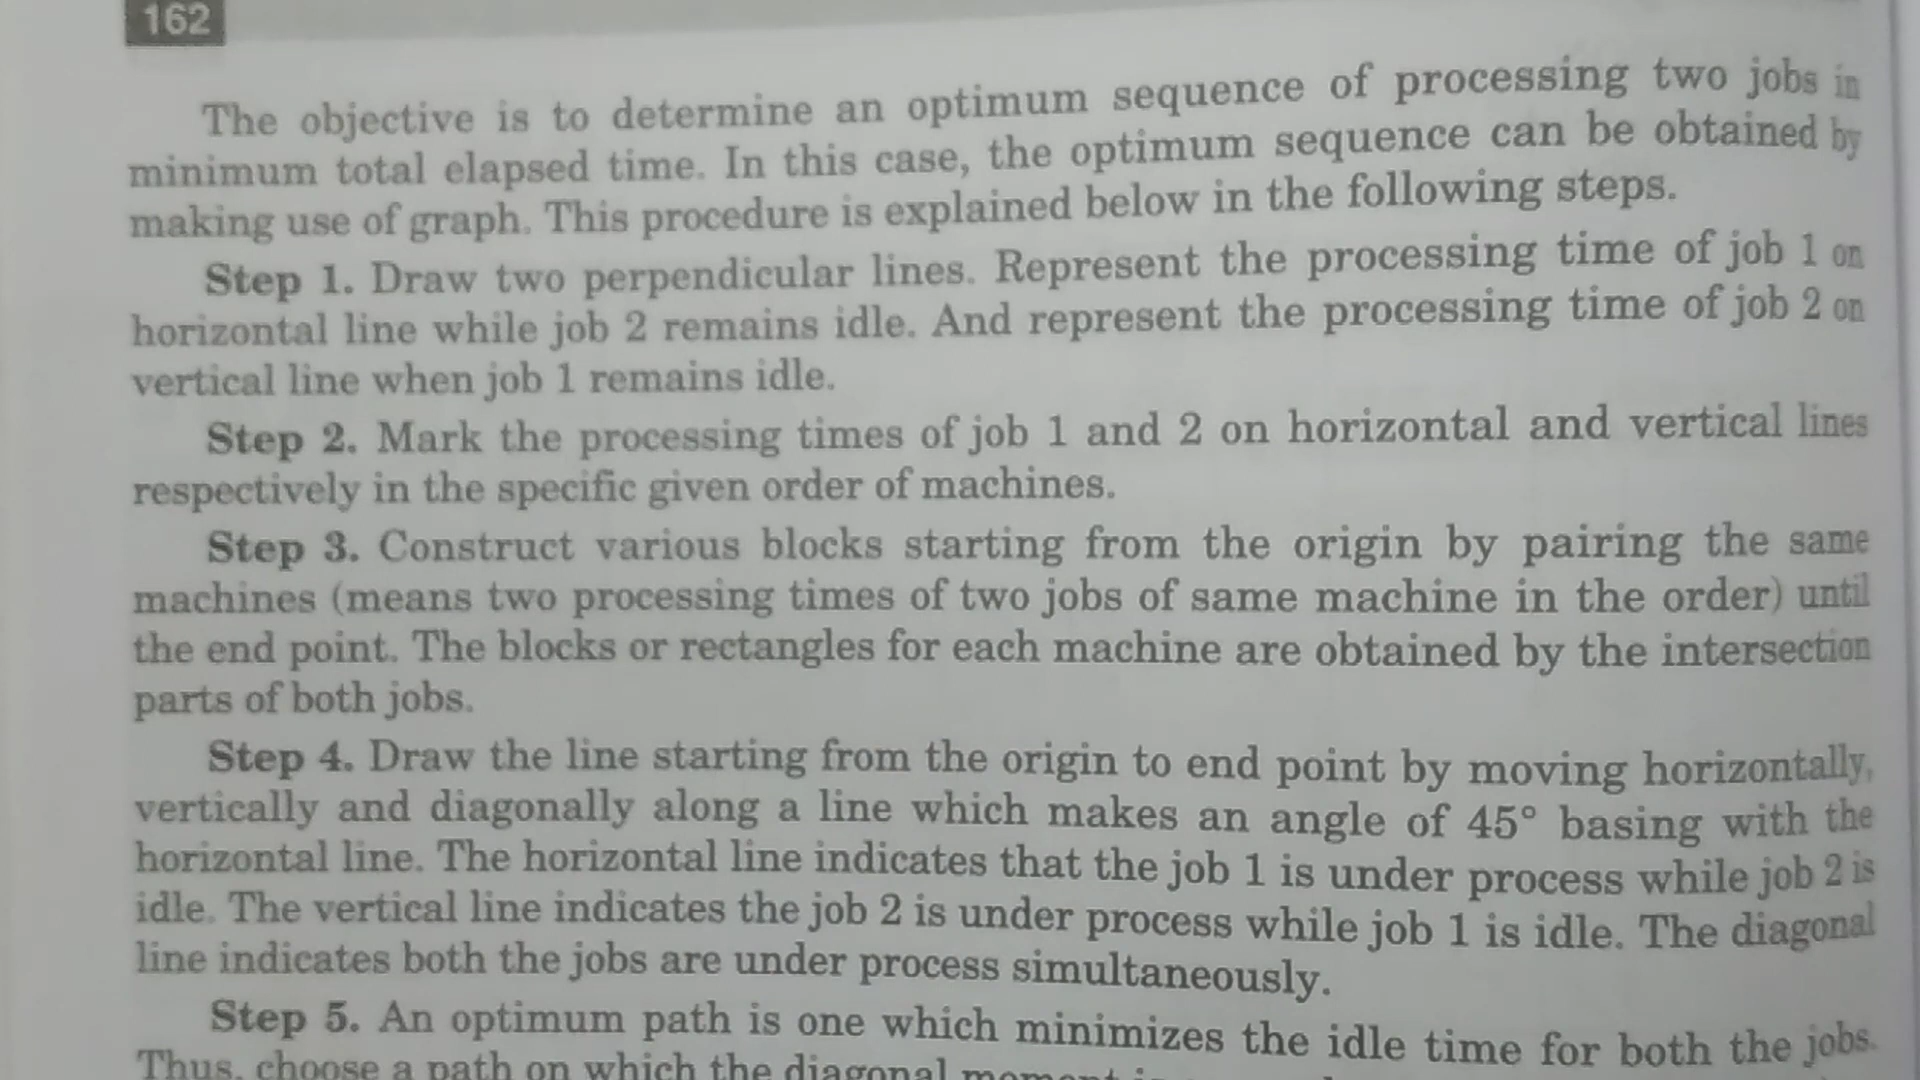 162
The objective is to determine an optimum sequence of processing two jobs in
minimum total elapsed time. In this case, the optimum sequence can be obtained by
making use of graph. This procedure is explained below in the following steps.
Step 1. Draw two perpendicular lines. Represent the processing time of job 1 on
horizontal line while job 2 remains idle. And represent the processing time of job 2 on
vertical line when job 1 remains idle.
Step 2. Mark the processing times of job 1 and 2 on horizontal and vertical lines
respectively in the specific given order of machines.
Step 3. Construct various blocks starting from the origin by pairing the same
machines (means two processing times of two jobs of same machine in the order) until
the end point. The blocks or rectangles for each machine are obtained by the intersection
parts of both jobs.
Step 4. Draw the line starting from the origin to end point by moving horizontally,
vertically and diagonally along a line which makes an angle of 45° basing with the
horizontal line. The horizontal line indicates that the job 1 is under process while job 2 is
idle. The vertical line indicates the job 2 is under process while job 1 is idle. The diagonal
line indicates both the jobs are under process simultaneously.
Step 5. An optimum path is one which minimizes the idle time for both the jobs.
Thus, choose a path on which the diagonal